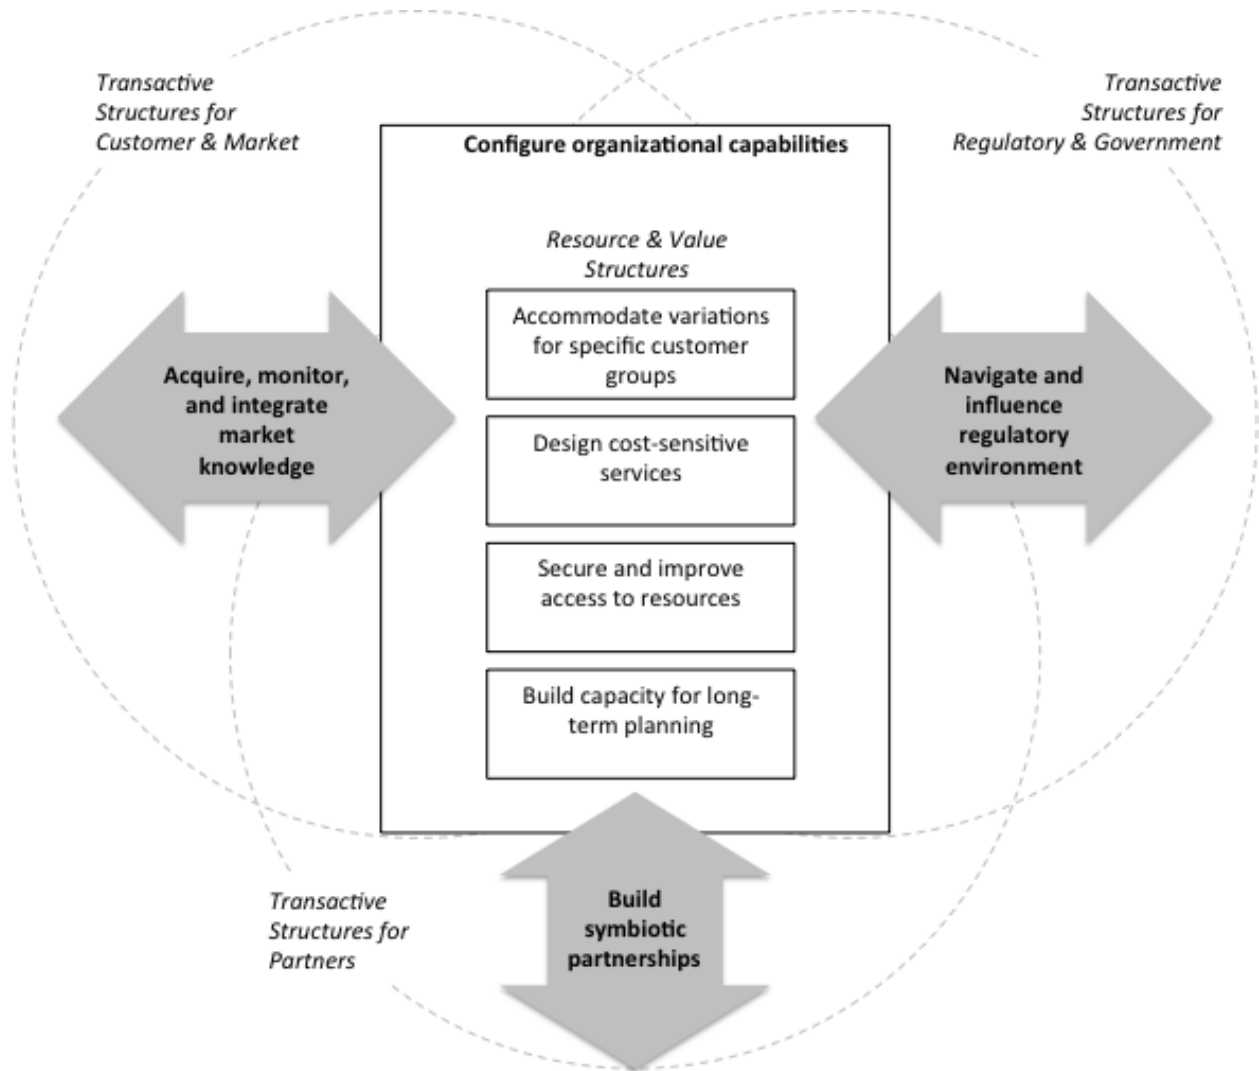 Transactive
Structures for
Customer & Market
Transactive
Structures for
Regulatory & Government
Configure organizational capabilities
Resource & Value
Structures
Accommodate variations
for specific customer
groups
Design cost-sensitive
services
Secure and improve
access to resources
Build capacity for long-
term planning
Acquire, monitor,
and integrate
market
knowledge
Navigate and
influence
regulatory
environment
Transactive
Structures for
Partners
Build
symbiotic
partnerships